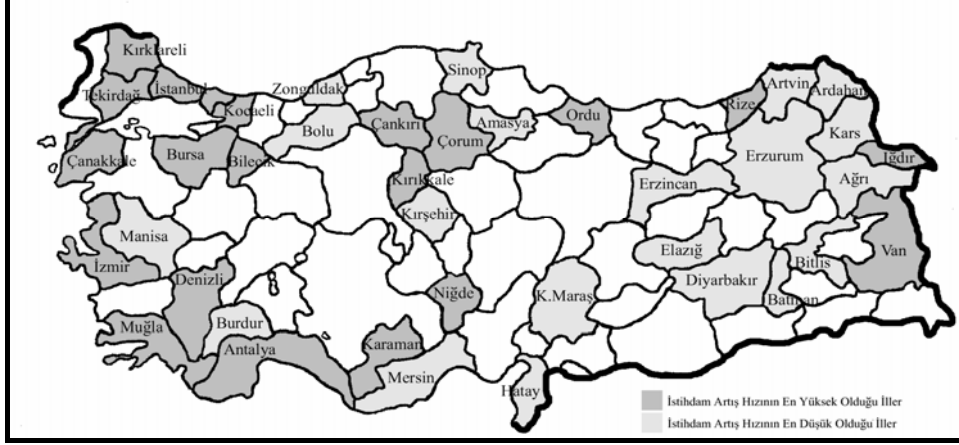 Kırklareli
Tekirdağ
İstanbul
Kocaeli
Zonguldak
Bolu
Sinop
Çankırı
Çorum
Amasya
Ordu
Rize
Artvin
Ardahan
Kars
Iğdır
Erzurum
Ağrı
Erzincan
Çanakkale
Bursa
Bilecik
Kırıkkale
Kırşehir
Manisa
İzmir
Denizli
Niğde
K.Maraş
Elazığ
Diyarbakır
Bitlis
Batman
Van
Muğla
Burdur
Antalya
Karaman
Mersin
Hatay
İstihdam Artış Hızının En Yüksek Olduğu İller
İstihdam Artış Hızının En Düşük Olduğu İller